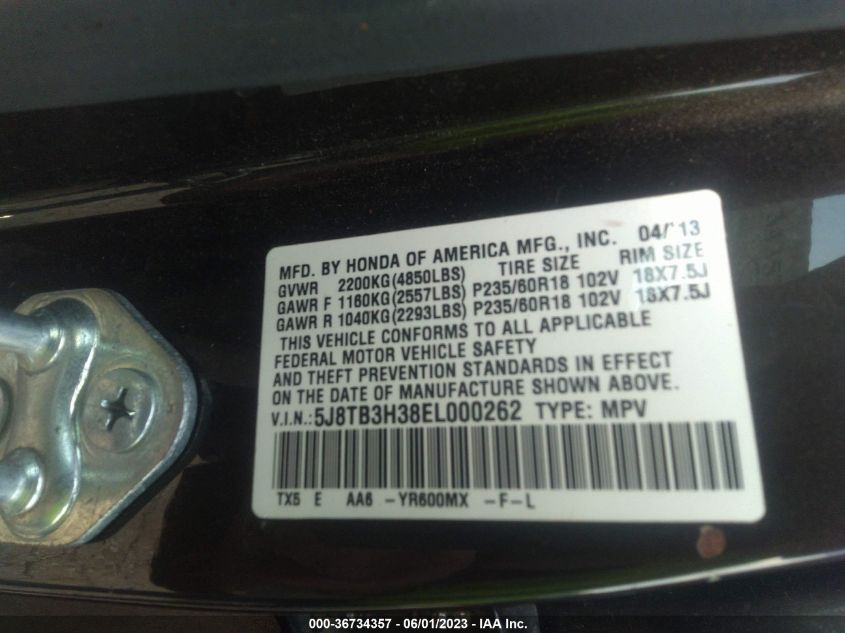 MFD. BY HONDA OF AMERICA MFG., INC. 04/13
GVWR 2200KG(4850LBS) TIRE SIZE RIM SIZE
GAWR F 1160KG(2557LBS) P235/60R18 102V 18X7.5J
GAWR R 1040KG(2293LBS) P235/60R18 102V 18X7.5J
THIS VEHICLE CONFORMS TO ALL APPLICABLE
FEDERAL MOTOR VEHICLE SAFETY
AND THEFT PREVENTION STANDARDS IN EFFECT
ON THE DATE OF MANUFACTURE SHOWN ABOVE.
V.I.N.:5J8TB3H38EL000262 TYPE: MPV
TX5 E AA6 -YR600MX -F-L
000-36734357 - 06/01/2023 - IAA Inc.